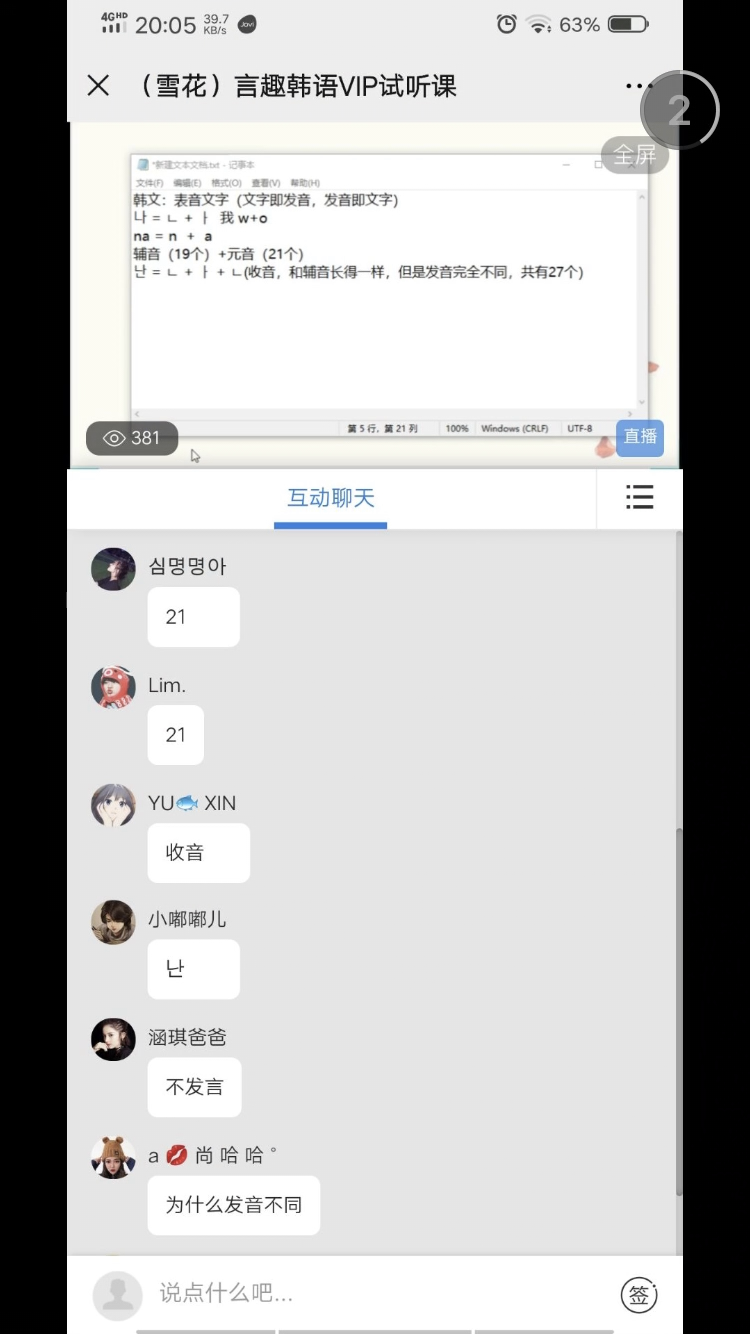 4GHD 20:05 39.7 KB/s Jovi 63%
（雪花）言趣韩语VIP试听课
2
全屏
*新建文本文档.txt - 记事本
文件(F) 编辑(E) 格式(O) 查看(V) 帮助(H)
韩文：表音文字（文字即发音，发音即文字）
나 = ㄴ + ㅏ 我 w+o
na = n + a
辅音（19个）+元音（21个）
난 = ㄴ + ㅏ + ㄴ(收音，和辅音长得一样，但是发音完全不同，共有27个）
第 5 行，第 21 列 100% Windows (CRLF) UTF-8
381
直播
互动聊天
심명명아
21
Lim.
21
YU🐟 XIN
收音
小嘟嘟儿
난
涵琪爸爸
不发言
a 💋 尚 哈 哈 °
为什么发音不同
说点什么吧...
签